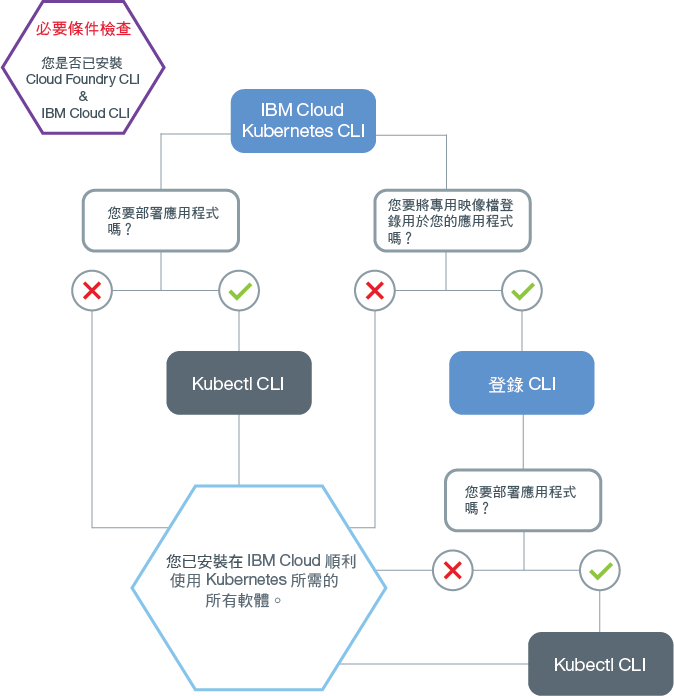 必要條件檢查
您是否已安裝
Cloud Foundry CLI
&
IBM Cloud CLI
IBM Cloud
Kubernetes CLI
您要部署應用程式
嗎？
您要將專用映像檔登
錄用於您的應用程式
嗎？
Kubectl CLI
登錄 CLI
您要部署應用程式
嗎？
您已安裝在 IBM Cloud 順利
使用 Kubernetes 所需的
所有軟體。
Kubectl CLI